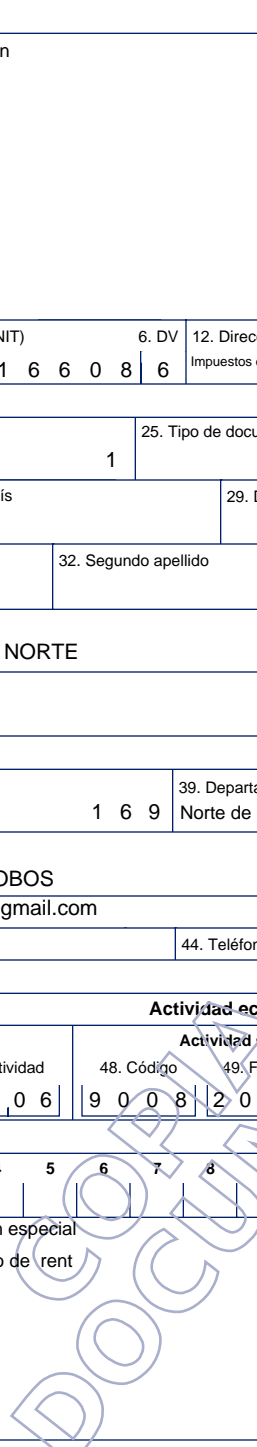 n
NIT) 6. DV 12. Direc
1 6 6 0 8 6 Impuestos
25. Tipo de docu
1
ís 29. D
32. Segundo apellido
NORTE
39. Departa
1 6 9 Norte de
OBOS
gmail.com
44. Teléfon
Actividad ec
Actividad
tividad 48. Código 49. F
0 6 9 0 0 8 2 0
5 6 7 8
n especial
o de rent
COPIA
DOCUM